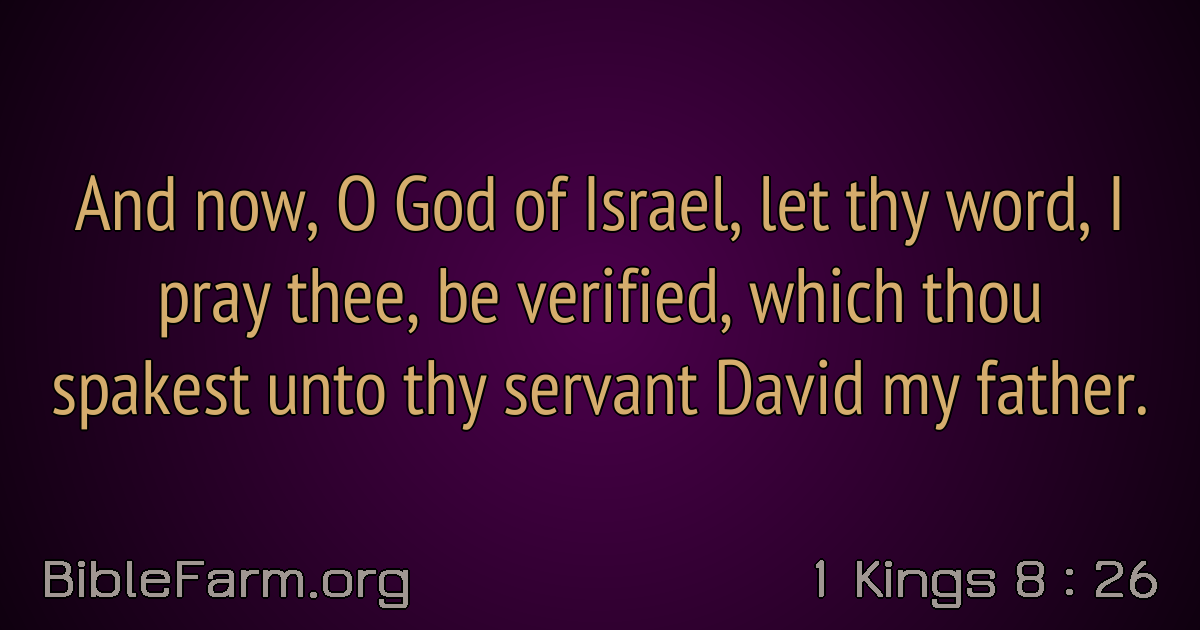 And now, O God of Israel, let thy word, I
pray thee, be verified, which thou
spakest unto thy servant David my father.
BibleFarm.org
1 Kings 8 : 26